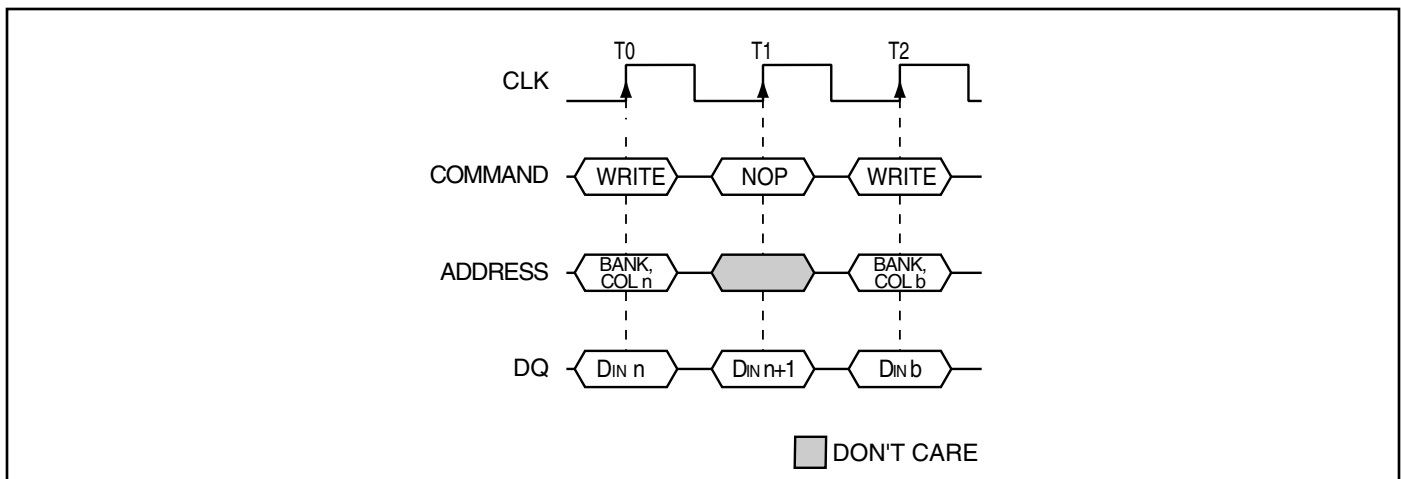 T0 T1 T2
CLK
COMMAND WRITE NOP WRITE
ADDRESS BANK, COL n BANK, COL b
DQ DIN n DIN n+1 DIN b
DON'T CARE